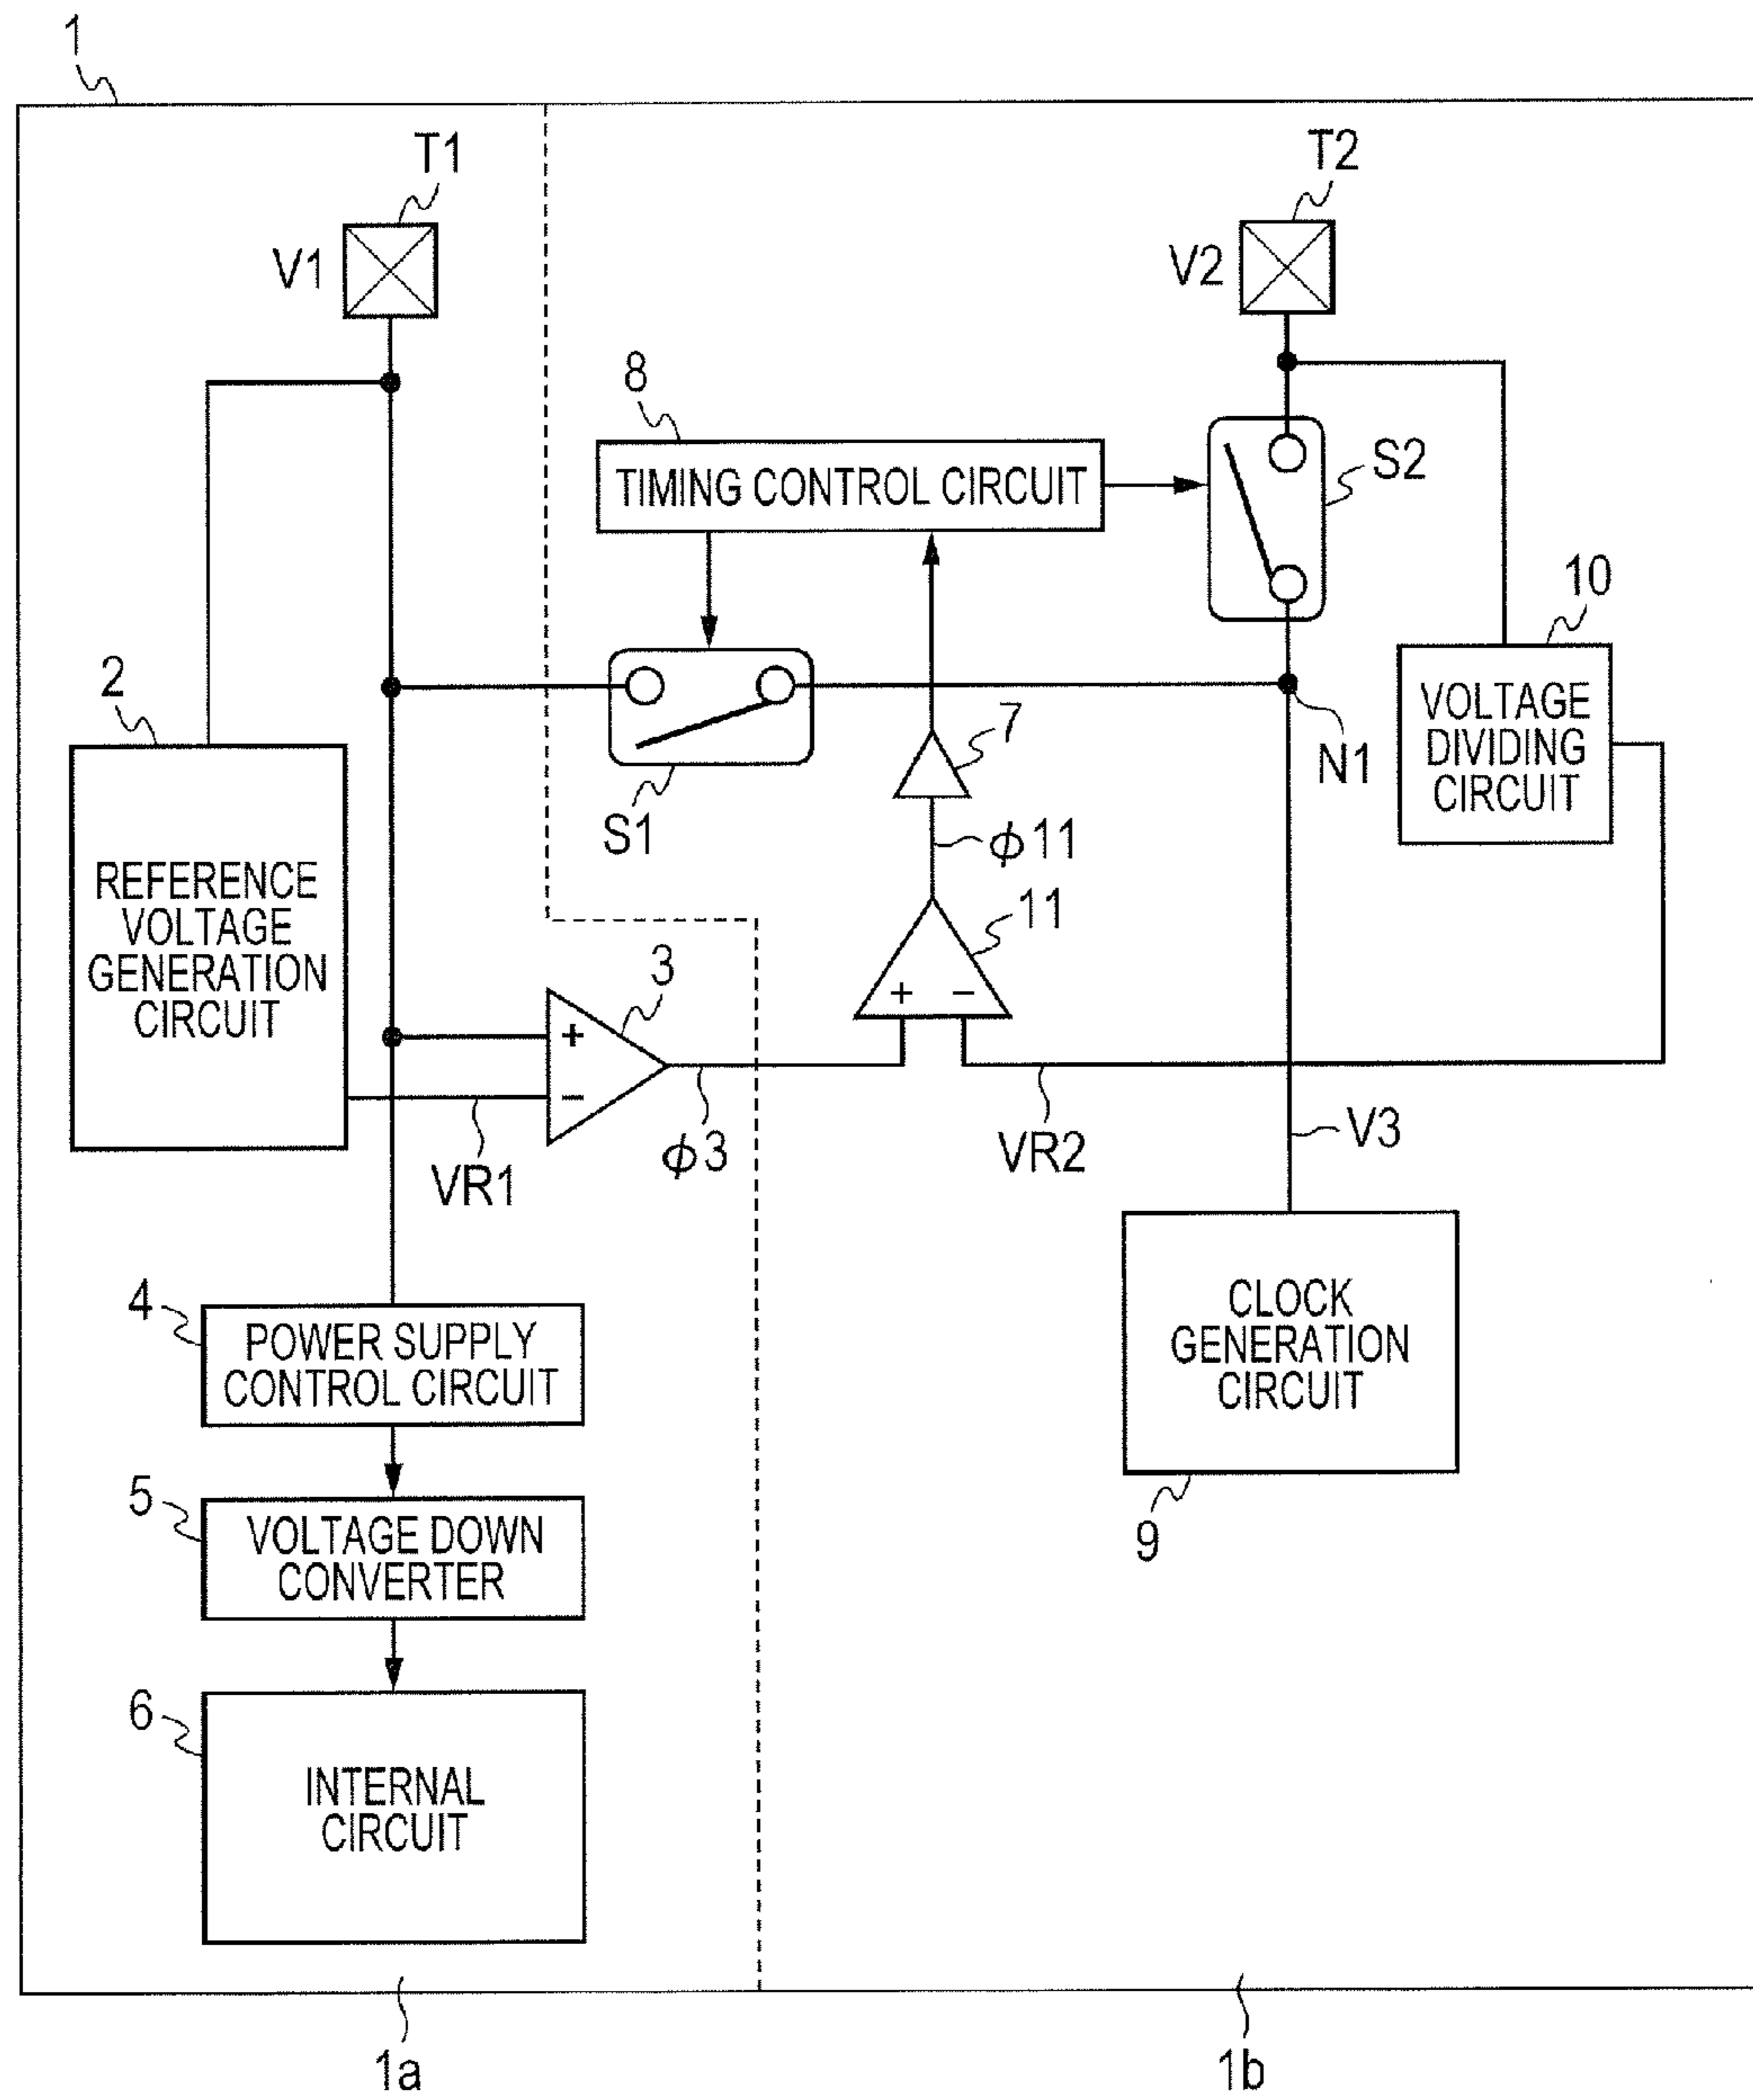 1
T1
T2
V1
V2
8
TIMING CONTROL CIRCUIT
S2
10
2
7
VOLTAGE
DIVIDING
CIRCUIT
N1
S1
ϕ11
REFERENCE
VOLTAGE
GENERATION
CIRCUIT
11
3
+ −
+
−
V3
VR1
ϕ3
VR2
4
POWER SUPPLY
CONTROL CIRCUIT
CLOCK
GENERATION
CIRCUIT
5
VOLTAGE DOWN
CONVERTER
9
6
INTERNAL
CIRCUIT
1a
1b